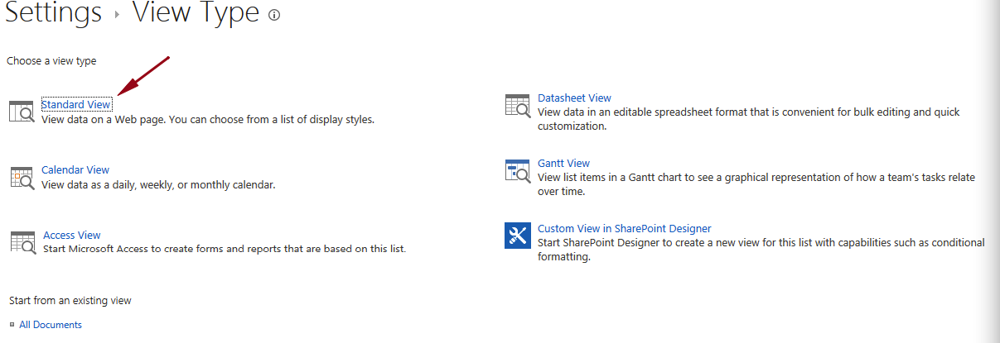 Settings › View Type
Choose a view type
Standard View
View data on a Web page. You can choose from a list of display styles.
Calendar View
View data as a daily, weekly, or monthly calendar.
Access View
Start Microsoft Access to create forms and reports that are based on this list.
Datasheet View
View data in an editable spreadsheet format that is convenient for bulk editing and quick
customization.
Gantt View
View list items in a Gantt chart to see a graphical representation of how a team's tasks relate
over time.
Custom View in SharePoint Designer
Start SharePoint Designer to create a new view for this list with capabilities such as conditional
formatting.
Start from an existing view
All Documents